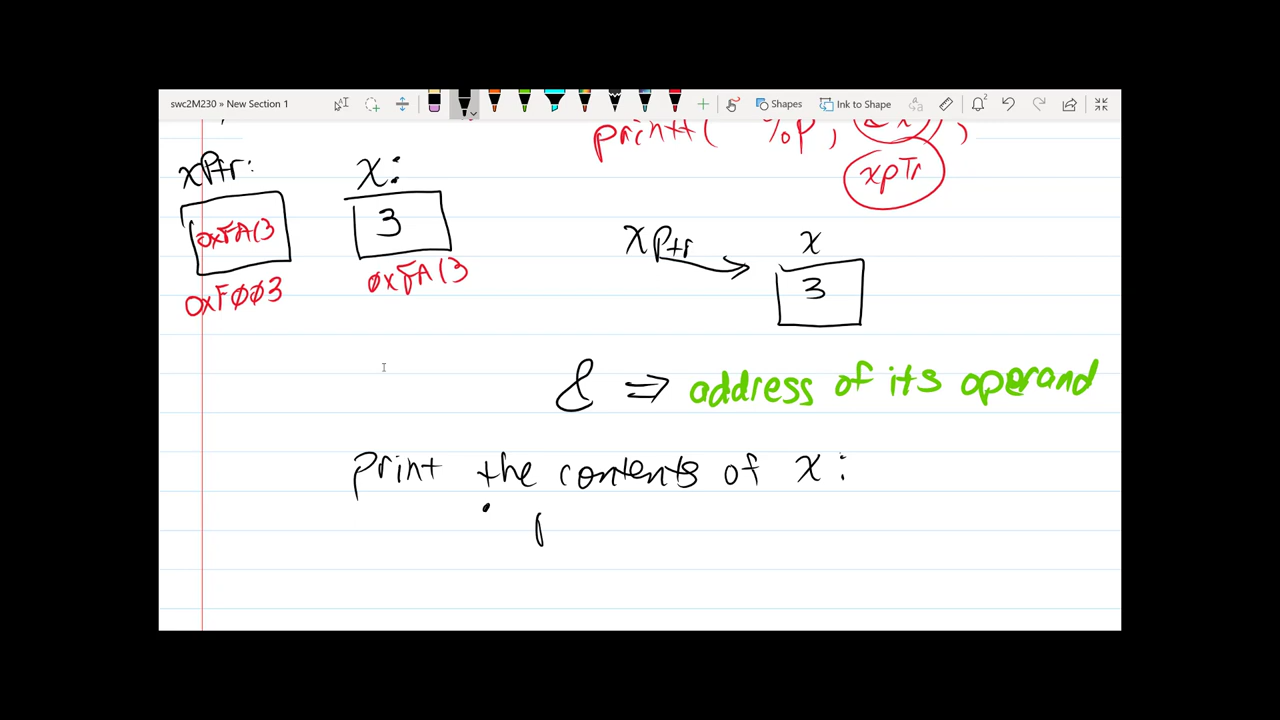 swc2M230 > New Section 1
Shapes
Ink to Shape
2
printf( %p, &x) ,
xpTr
xPtr:
x:
0xFA13
3
0xF003
0xFA13
xPtr
x
3
& => address of its operand
print the contents of x: